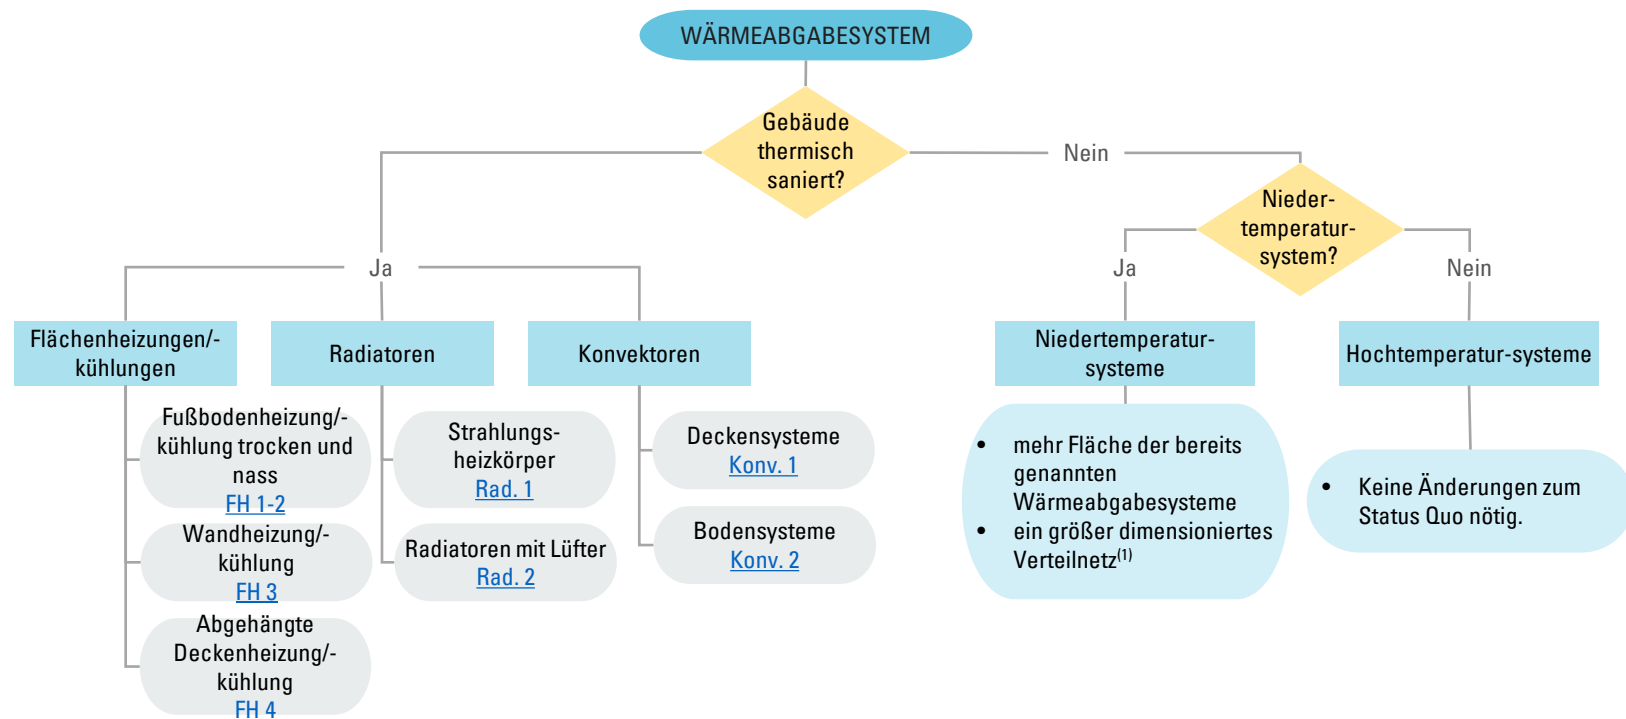 WÄRMEABGABESYSTEM
Gebäude
thermisch
saniert?
Nein
Nieder-
temperatur-
system?
Ja
Ja
Nein
Flächenheizungen/-
kühlungen
Radiatoren
Konvektoren
Niedertemperatur-
systeme
Hochtemperatur-systeme
Fußbodenheizung/-
kühlung trocken und
nass
FH 1-2
Wandheizung/-
kühlung
FH 3
Abgehängte
Deckenheizung/-
kühlung
FH 4
Strahlungs-
heizkörper
Rad. 1
Radiatoren mit Lüfter
Rad. 2
Deckensysteme
Konv. 1
Bodensysteme
Konv. 2
• mehr Fläche der bereits
genannten
Wärmeabgabesysteme
• ein größer dimensioniertes
Verteilnetz(1)
• Keine Änderungen zum
Status Quo nötig.